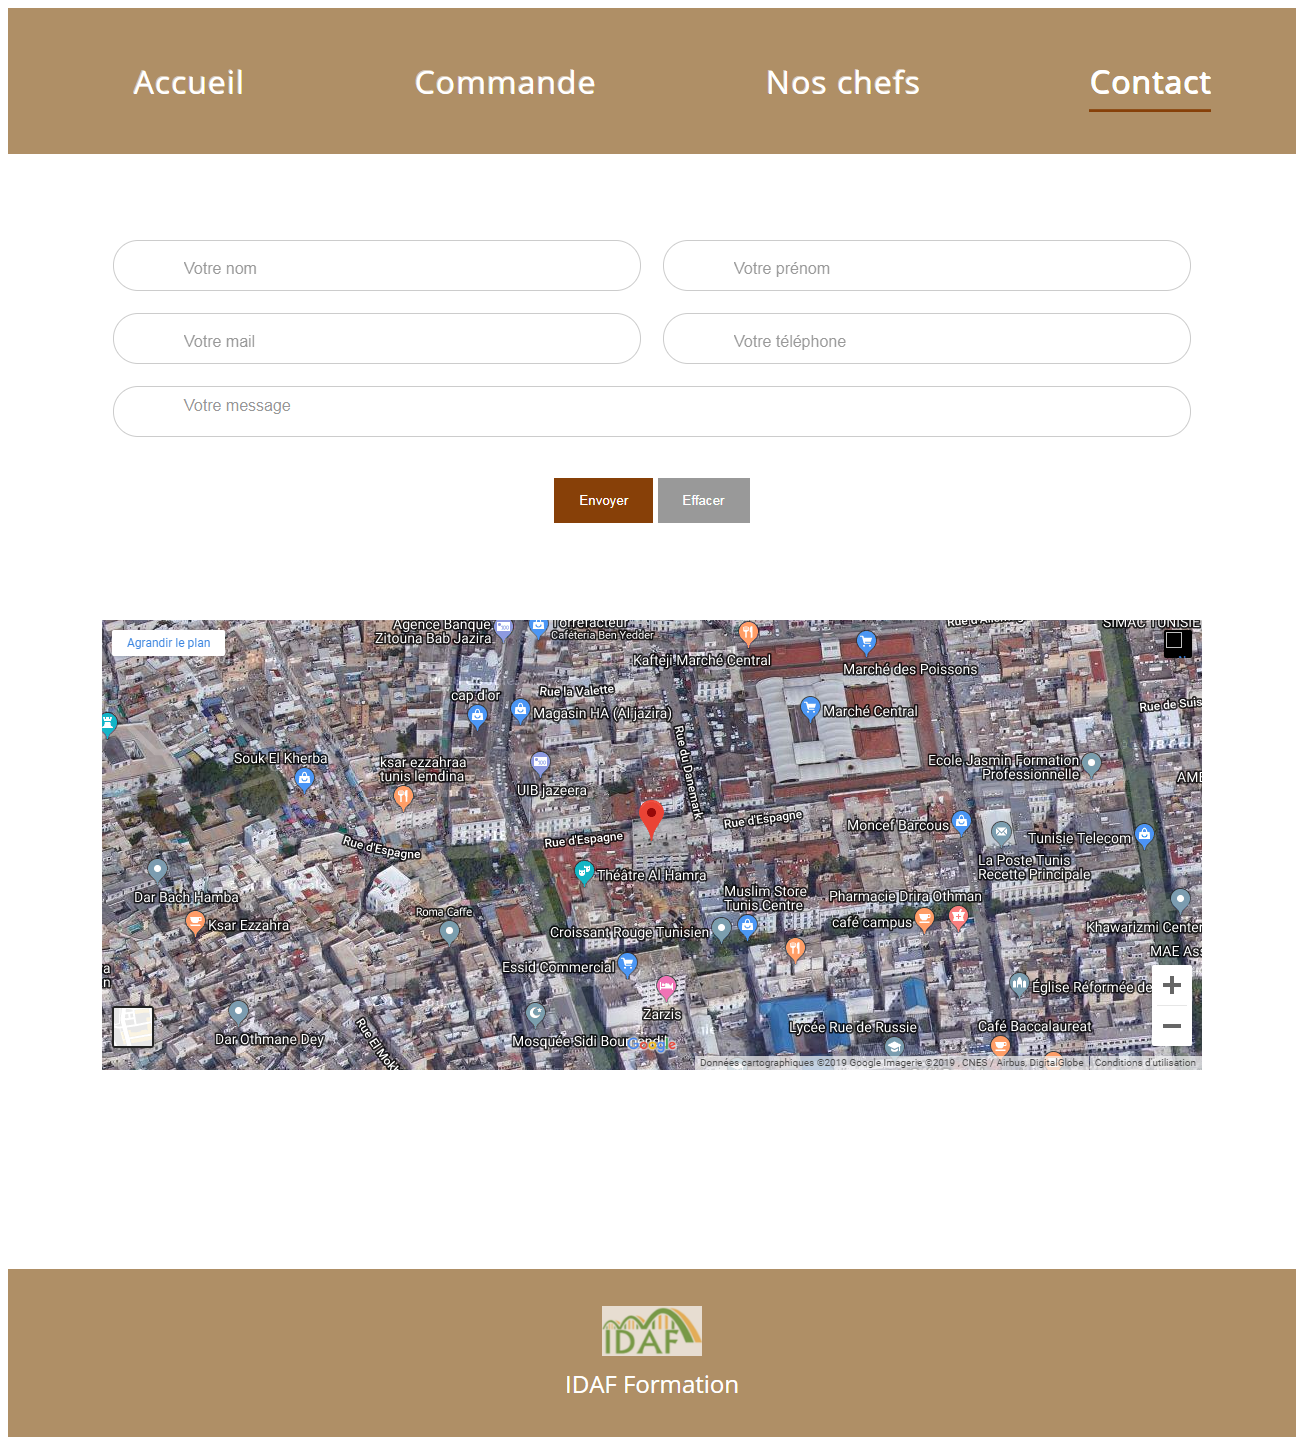 Accueil
Commande
Nos chefs
Contact
Votre nom
Votre prénom
Votre mail
Votre téléphone
Votre message
Envoyer
Effacer
Agrandir le plan
Agence Banque
Zitouna Bab Jazira
Torréfacteur
Caféteria Ben Yedder
Kafteji Marché Central
Marché des Poissons
SIMAC TUNISIE
cap d'or
Rue la Valette
Magasin HA (Al jazira)
Marché Central
Rue de Suis
Souk El Kherba
ksar ezzahraa
tunis lemdina
UIB jazeera
Rue du Danemark
Ecole Jasmin Formation
Professionnelle
AME
Rue d'Espagne
Rue d'Espagne
Rue d'Espagne
Moncef Barcous
Tunisie Telecom
La Poste Tunis
Recette Principale
Théâtre Al Hamra
Dar Bach Hamba
Ksar Ezzahra
Roma Caffe
Muslim Store
Tunis Centre
Pharmacie Drira Othman
café campus
Khawarizmi Center
Croissant Rouge Tunisien
MAE Ass
Essid Commercial
Zarzis
Église Réformée de
Dar Othmane Dey
Rue El Mokh
Mosquée Sidi Bou
Google
Lycée Rue de Russie
Café Baccalaureat
Données cartographiques ©2019 Google Imagerie ©2019 , CNES / Airbus, DigitalGlobe
Conditions d'utilisation
IDAF
IDAF Formation